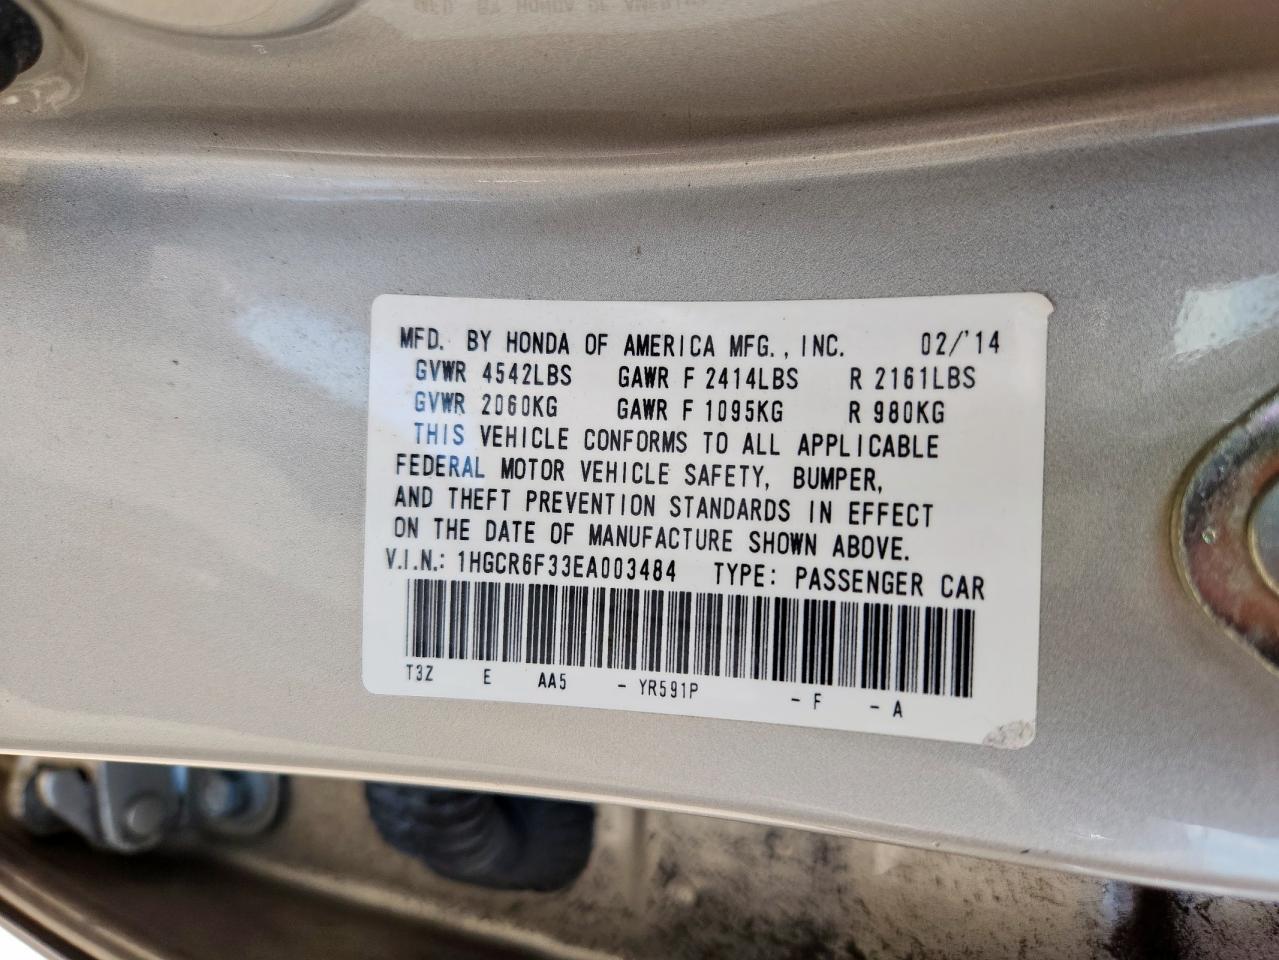 MFD. BY HONDA OF AMERICA MFG., INC. 02/'14
GVWR 4542LBS GAWR F 2414LBS R 2161LBS
GVWR 2060KG GAWR F 1095KG R 980KG
THIS VEHICLE CONFORMS TO ALL APPLICABLE
FEDERAL MOTOR VEHICLE SAFETY, BUMPER,
AND THEFT PREVENTION STANDARDS IN EFFECT
ON THE DATE OF MANUFACTURE SHOWN ABOVE.
V.I.N.: 1HGCR6F33EA003484 TYPE: PASSENGER CAR
T3Z E AA5 - YR591P - F - A